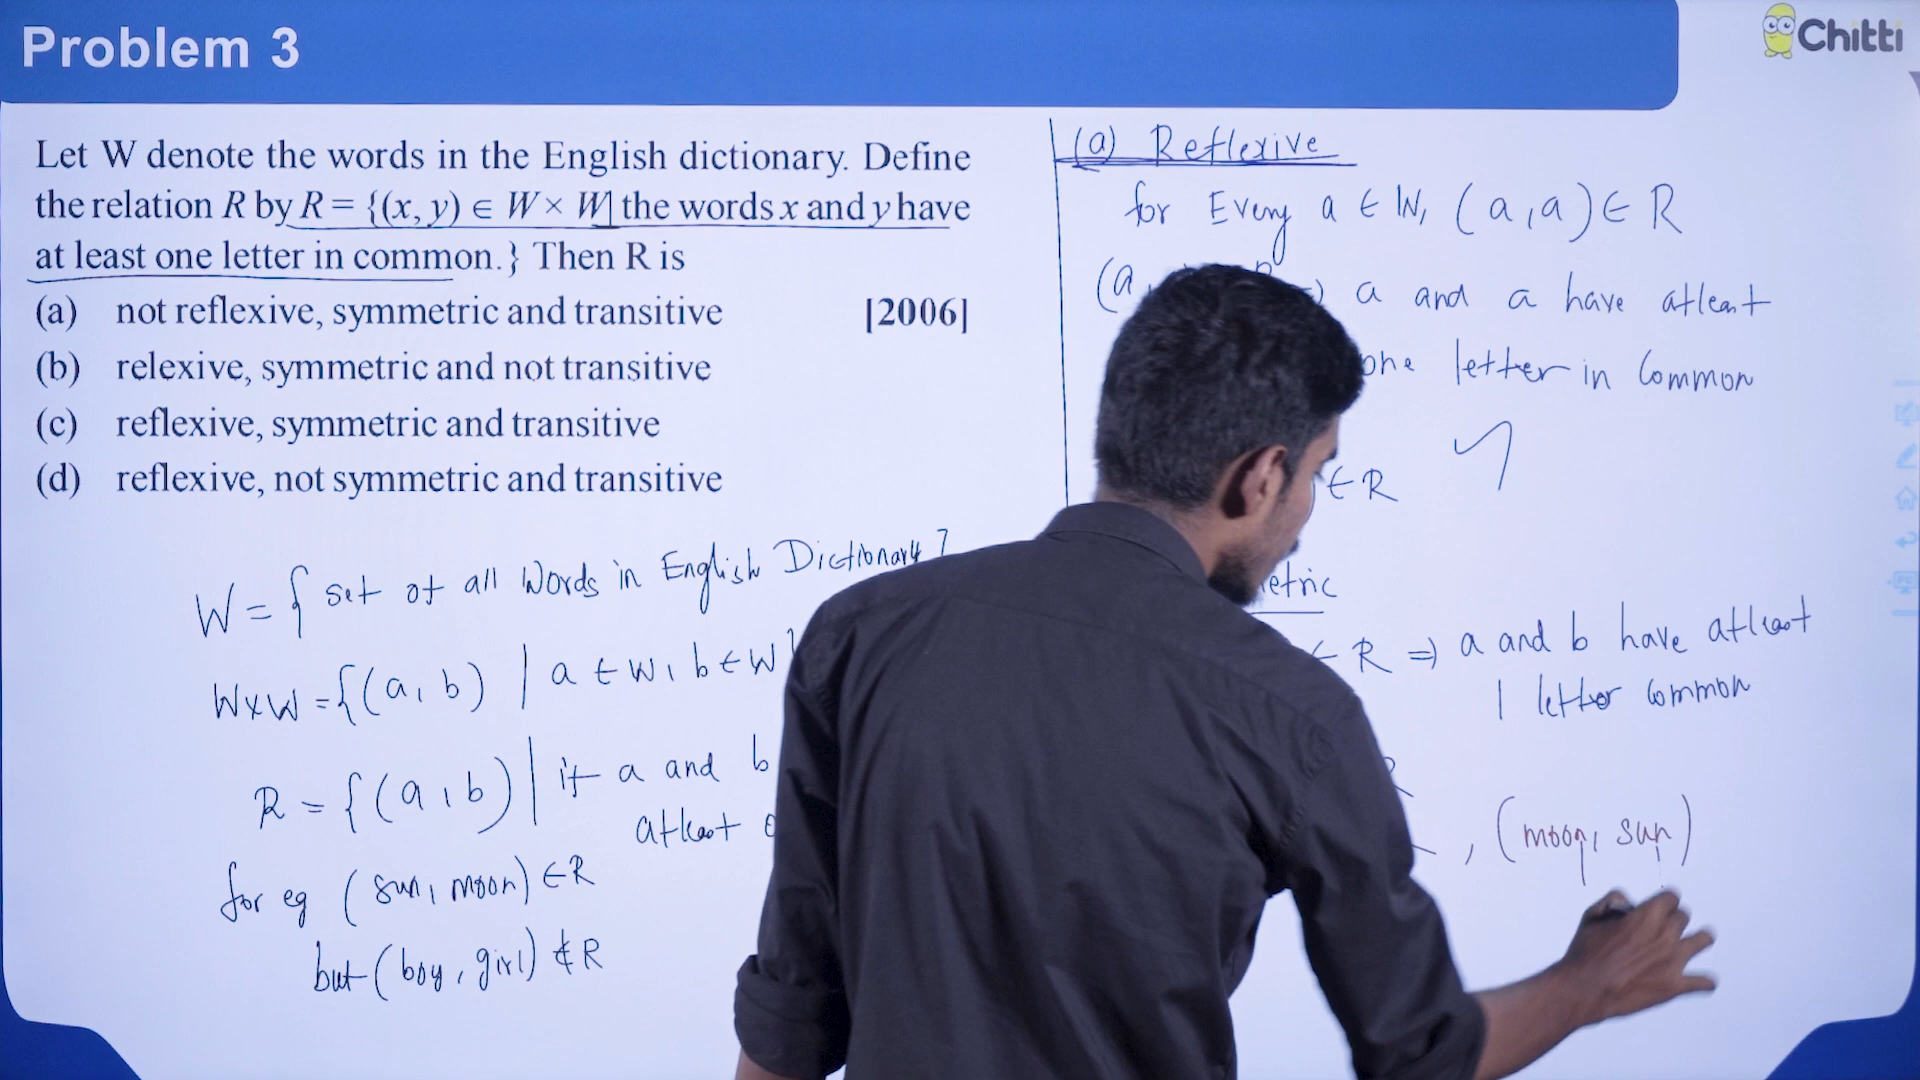 Problem 3
Chitti
Let W denote the words in the English dictionary. Define
the relation R by R = {(x, y) ∈ W × W| the words x and y have
at least one letter in common.} Then R is
(a) not reflexive, symmetric and transitive [2006]
(b) relexive, symmetric and not transitive
(c) reflexive, symmetric and transitive
(d) reflexive, not symmetric and transitive
W = { set of all Words in English Dictionary }
W×W = {(a, b) | a ∈ W, b ∈ W}
R = {(a, b) | if a and b
atleast
for eg (sun, moon) ∈ R
but (boy, girl) ∉ R
(a) Reflexive
for Every a ∈ W, (a, a) ∈ R
(a a and a have atleast
one letter in Common
∈ R
etric
∈ R ⇒ a and b have atleast
1 letter common
, (moon, sun)